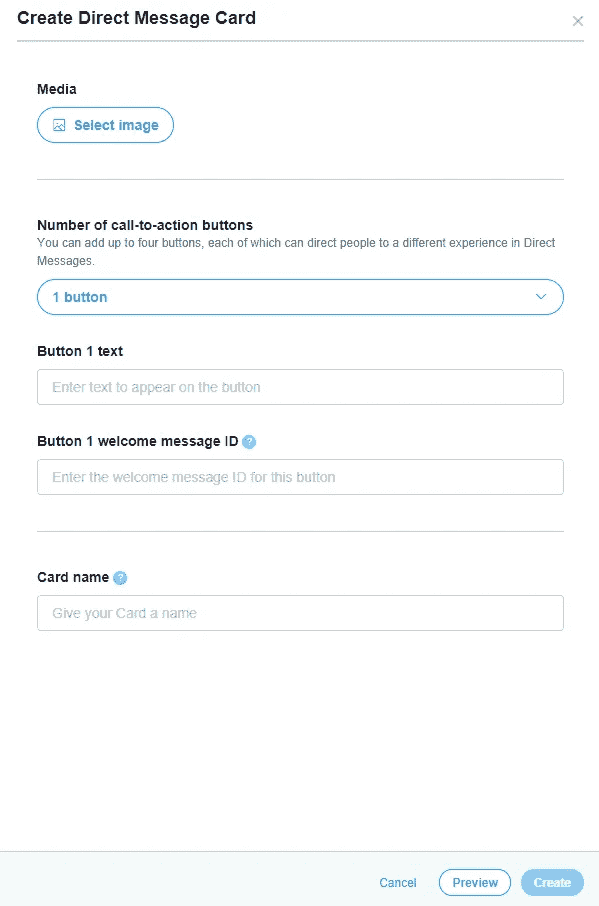 Create Direct Message Card
Media
Select image
Number of call-to-action buttons
You can add up to four buttons, each of which can direct people to a different experience in Direct
Messages.
1 button
Button 1 text
Enter text to appear on the button
Button 1 welcome message ID ?
Enter the welcome message ID for this button
Card name ?
Give your Card a name
Cancel Preview Create